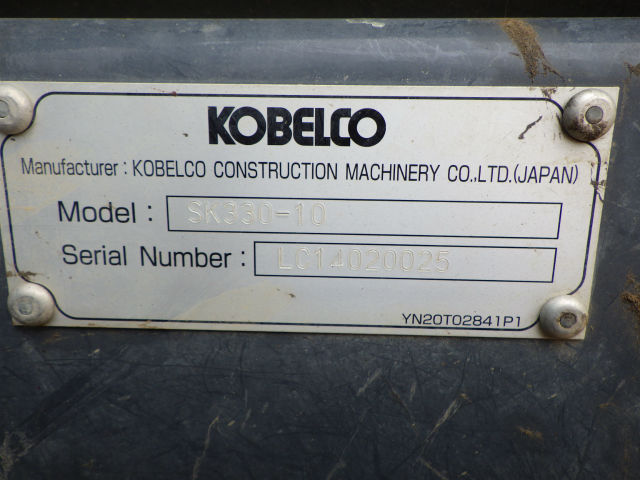 KOBELCO
Manufacturer : KOBELCO CONSTRUCTION MACHINERY CO.,LTD.(JAPAN)
Model : SK330-10
Serial Number : LC14020025
YN20T02841P1